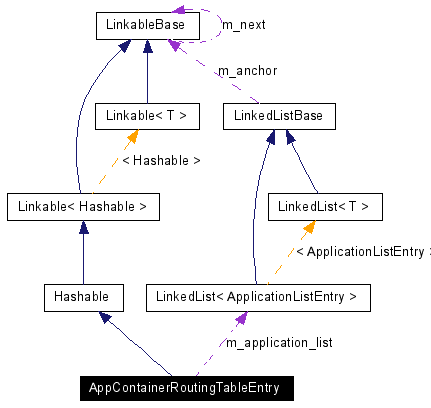 LinkableBase
m_next
m_anchor
Linkable< T >
LinkedListBase
< Hashable >
Linkable< Hashable >
LinkedList< T >
< ApplicationListEntry >
Hashable
LinkedList< ApplicationListEntry >
m_application_list
AppContainerRoutingTableEntry